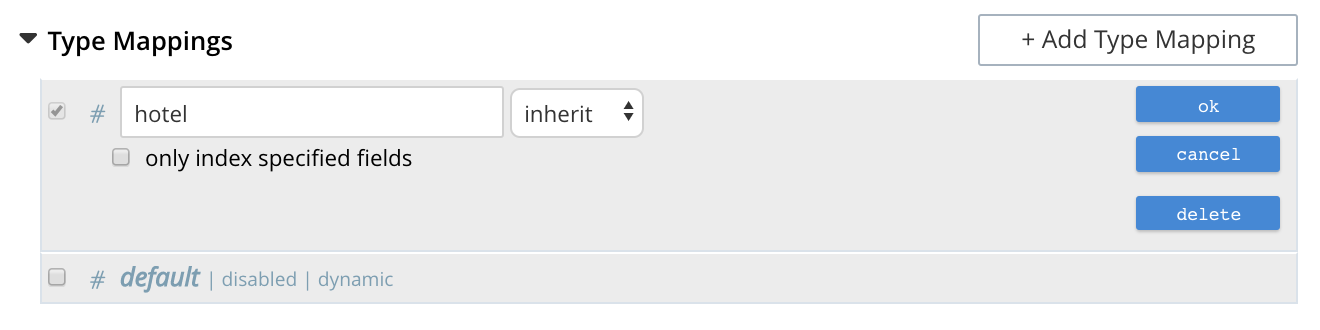 Type Mappings
+ Add Type Mapping
# hotel inherit ok
only index specified fields cancel
delete
# default | disabled | dynamic